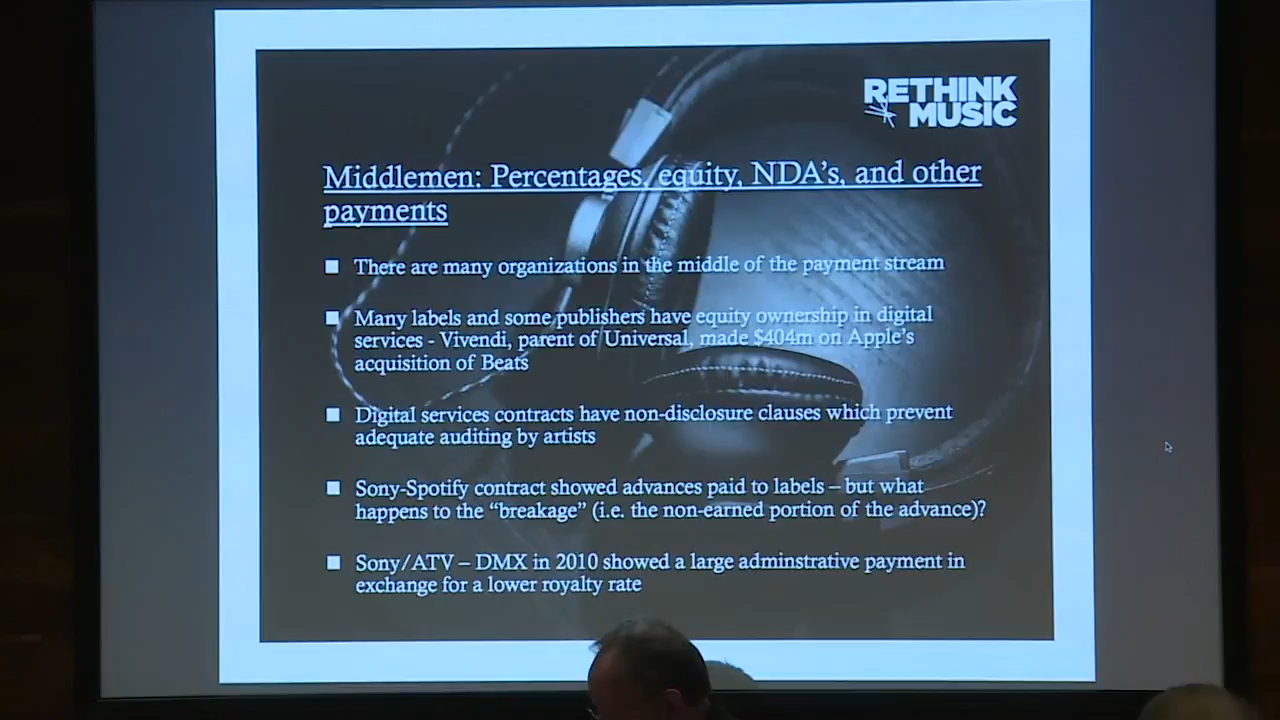 RETHINK
MUSIC
Middlemen: Percentages, equity, NDA's, and other
payments
There are many organizations in the middle of the payment stream
Many labels and some publishers have equity ownership in digital
services - Vivendi, parent of Universal, made $404m on Apple's
acquisition of Beats
Digital services contracts have non-disclosure clauses which prevent
adequate auditing by artists
Sony-Spotify contract showed advances paid to labels – but what
happens to the “breakage” (i.e. the non-earned portion of the advance)?
Sony/ATV – DMX in 2010 showed a large adminstrative payment in
exchange for a lower royalty rate